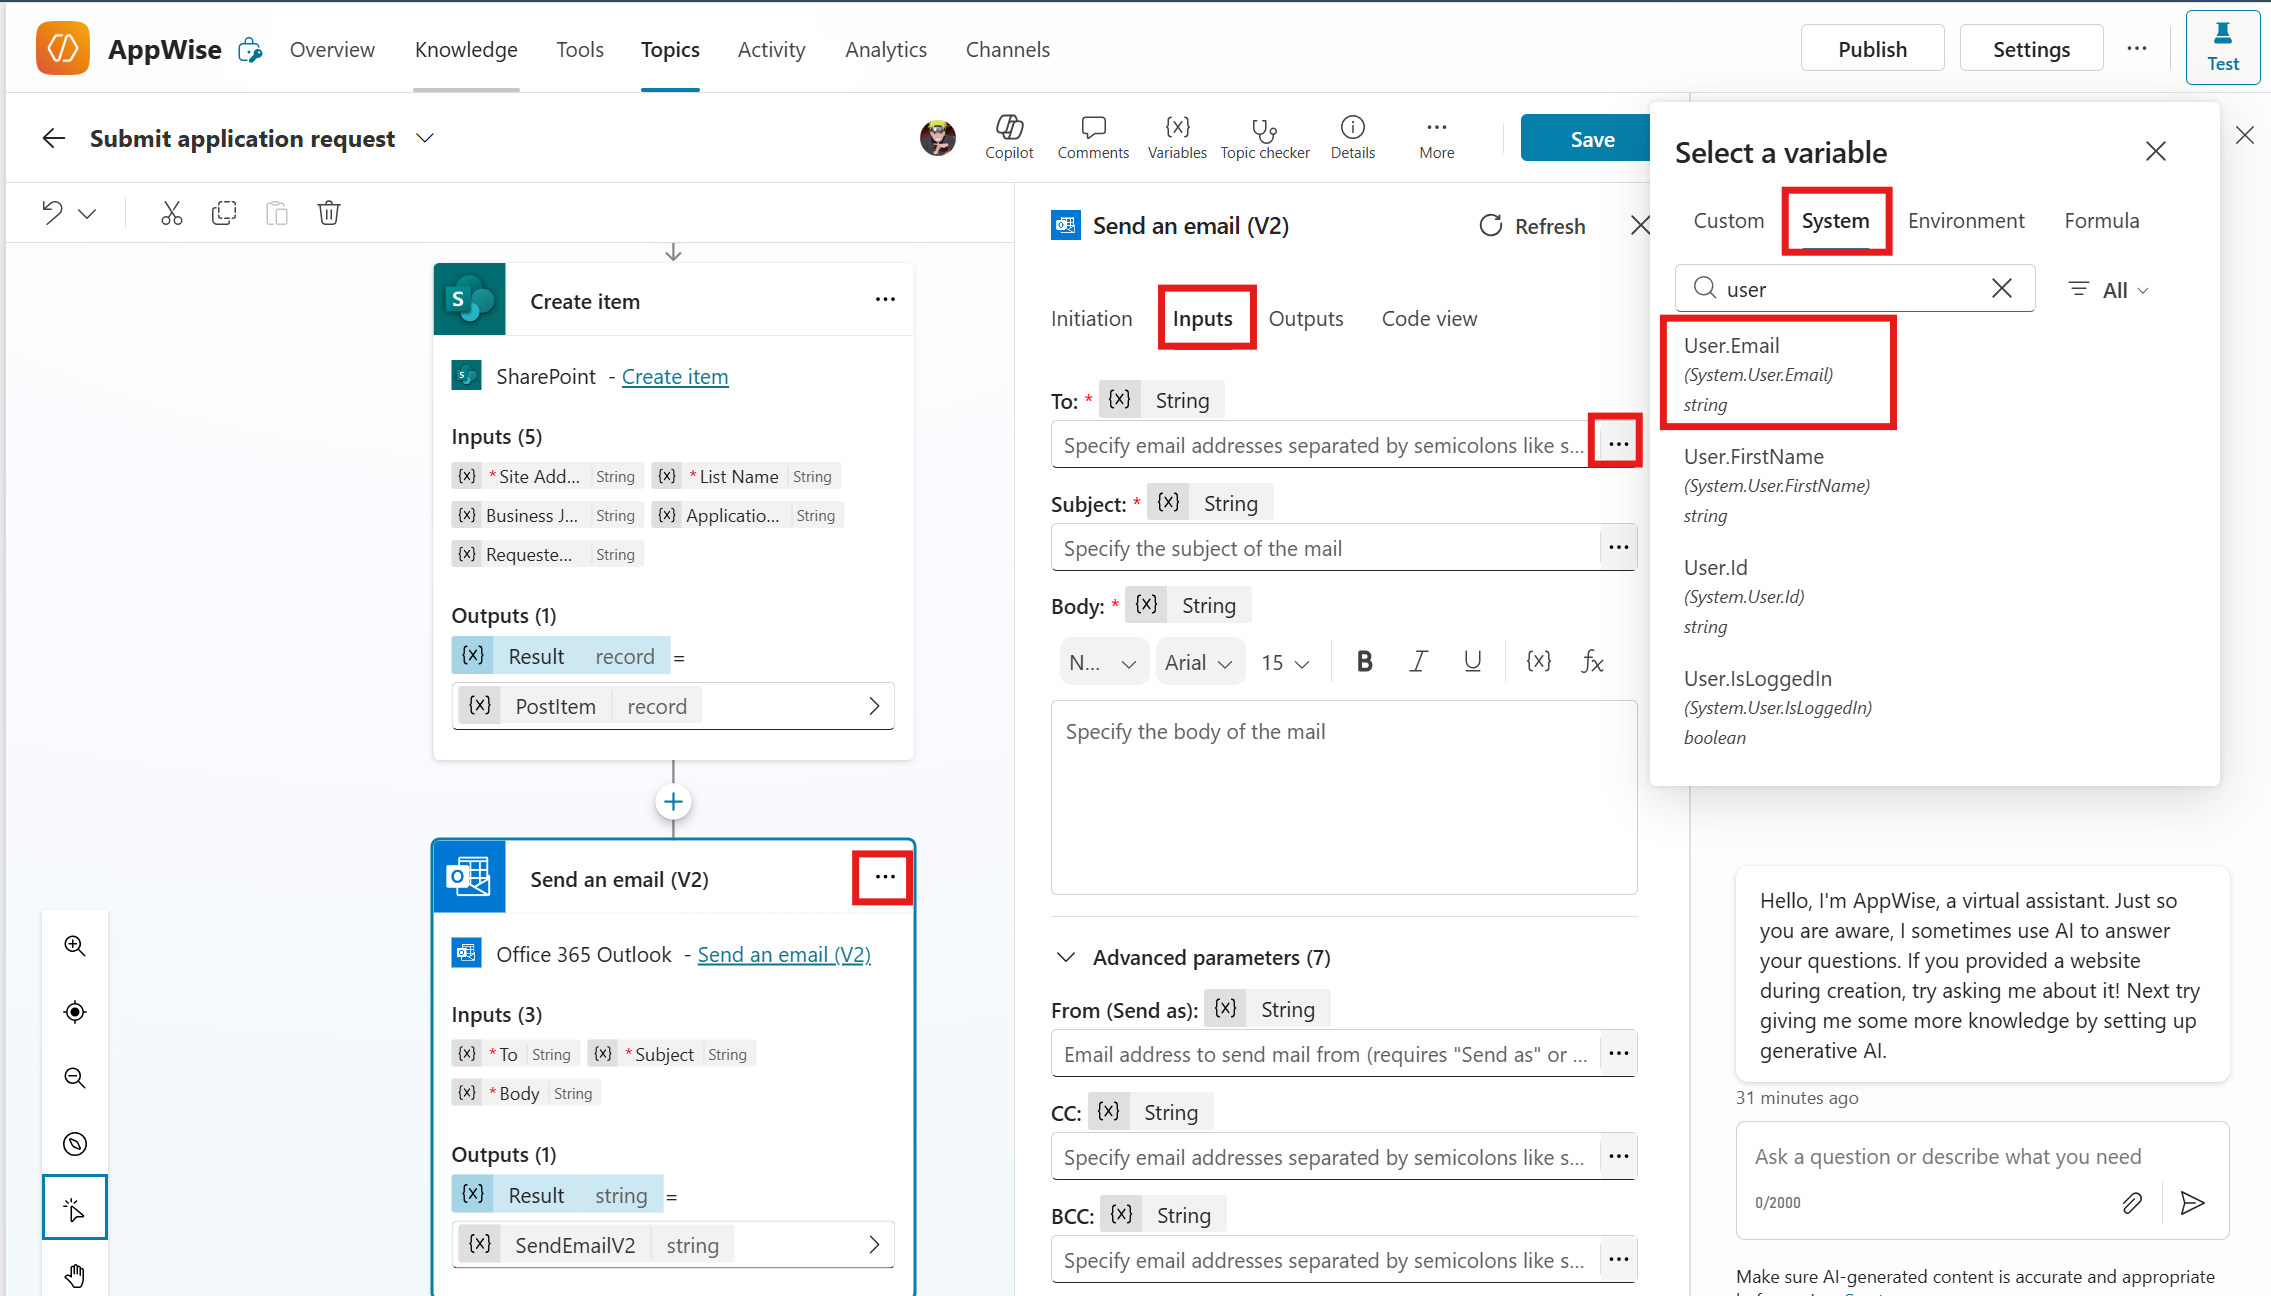 AppWise
Overview
Knowledge
Tools
Topics
Activity
Analytics
Channels
Publish
Settings
Test
Submit application request
Copilot
Comments
Variables
Topic checker
Details
More
Save
Create item
SharePoint - Create item
Inputs (5)
{x} *Site Add... String {x} *List Name String
{x} Business J... String {x} Applicatio... String
{x} Requeste... String
Outputs (1)
{x} Result record =
{x} PostItem record
Send an email (V2)
Office 365 Outlook - Send an email (V2)
Inputs (3)
{x} *To String {x} *Subject String
{x} *Body String
Outputs (1)
{x} Result string =
{x} SendEmailV2 string
Send an email (V2)
Refresh
Initiation
Inputs
Outputs
Code view
To: * {x} String
Specify email addresses separated by semicolons like s...
Subject: * {x} String
Specify the subject of the mail
Body: * {x} String
N... Arial 15 B I U {x} fx
Specify the body of the mail
Advanced parameters (7)
From (Send as): {x} String
Email address to send mail from (requires "Send as" or ...
CC: {x} String
Specify email addresses separated by semicolons like s...
BCC: {x} String
Specify email addresses separated by semicolons like s...
Select a variable
Custom
System
Environment
Formula
user
All
User.Email
(System.User.Email)
string
User.FirstName
(System.User.FirstName)
string
User.Id
(System.User.Id)
string
User.IsLoggedIn
(System.User.IsLoggedIn)
boolean
Hello, I'm AppWise, a virtual assistant. Just so
you are aware, I sometimes use AI to answer
your questions. If you provided a website
during creation, try asking me about it! Next try
giving me some more knowledge by setting up
generative AI.
31 minutes ago
Ask a question or describe what you need
0/2000
Make sure AI-generated content is accurate and appropriate